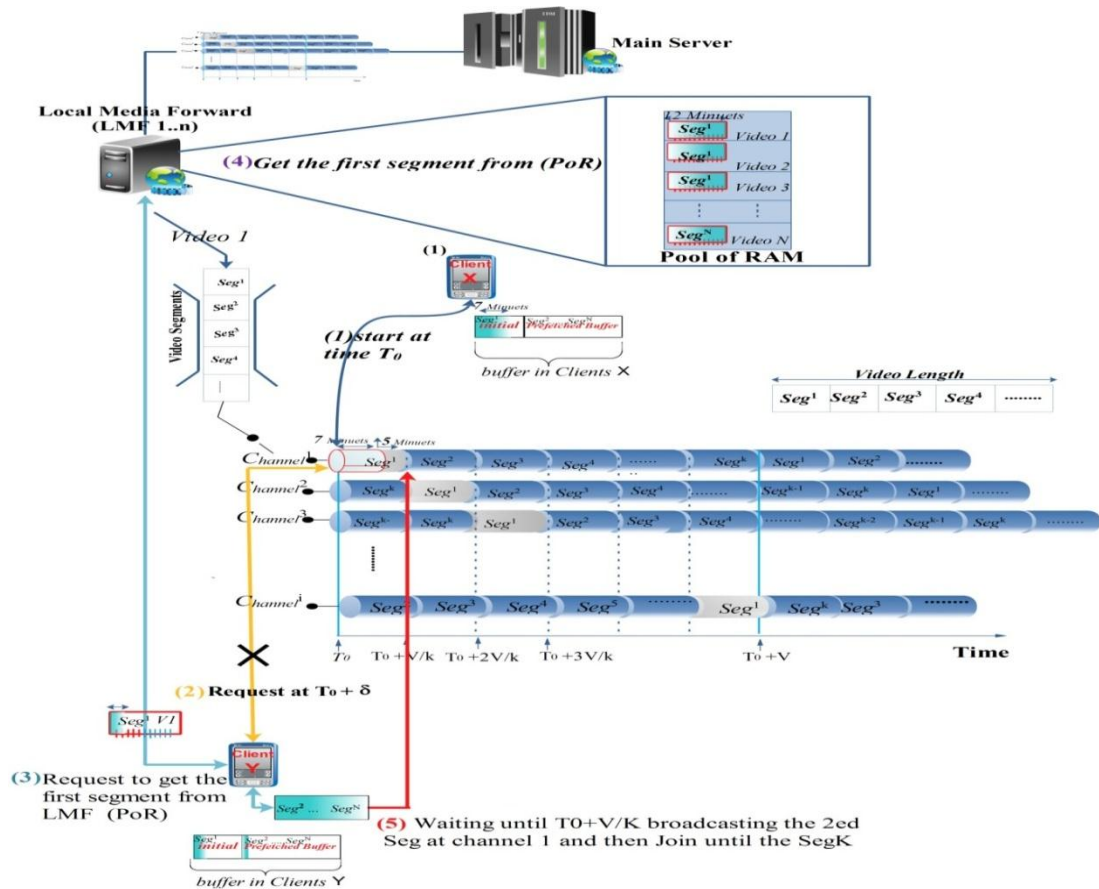 Main Server
Local Media Forward
(LMF 1..n)
(4) Get the first segment from (PoR)
12 Minuets
Seg¹ Video 1
Seg¹ Video 2
Seg¹ Video 3
Segᴺ Video N
Pool of RAM
Video 1
Video Segments
Seg¹
Seg²
Seg³
Seg⁴
(1)
Client
X
7 Minuets
Seg¹ Seg² Segᴺ
initial Prefetched Buffer
buffer in Clients X
(1)start at
time T₀
Video Length
Seg¹ Seg² Seg³ Seg⁴ ........
7 Minuets 5 Minuets
Channel¹ Seg¹ Seg² Seg³ Seg⁴ ...... Segᵏ Seg¹ Seg² ........
Channel² Segᵏ Seg¹ Seg² Seg³ Seg⁴ ........ Segᵏ⁻¹ Segᵏ Seg¹ ........
Channel³ Segᵏ⁻ Segᵏ Seg¹ Seg² Seg³ Seg⁴ ........ Segᵏ⁻² Segᵏ⁻¹ Segᵏ ........
Channelⁱ Seg Seg³ Seg⁴ Seg⁵ ........ Seg¹ Segᵏ Seg³ ........
T₀ T₀ +V/k T₀ +2V/k T₀ +3V/k T₀ +V Time
(2) Request at T₀ + δ
Seg¹ V1
Client
Y
(3) Request to get the
first segment from
LMF (PoR)
Seg² ... Segᴺ
(5) Waiting until T0+V/K broadcasting the 2ed
Seg at channel 1 and then Join until the SegK
Seg¹ Seg² ... Segᴺ
initial Prefetched Buffer
buffer in Clients Y